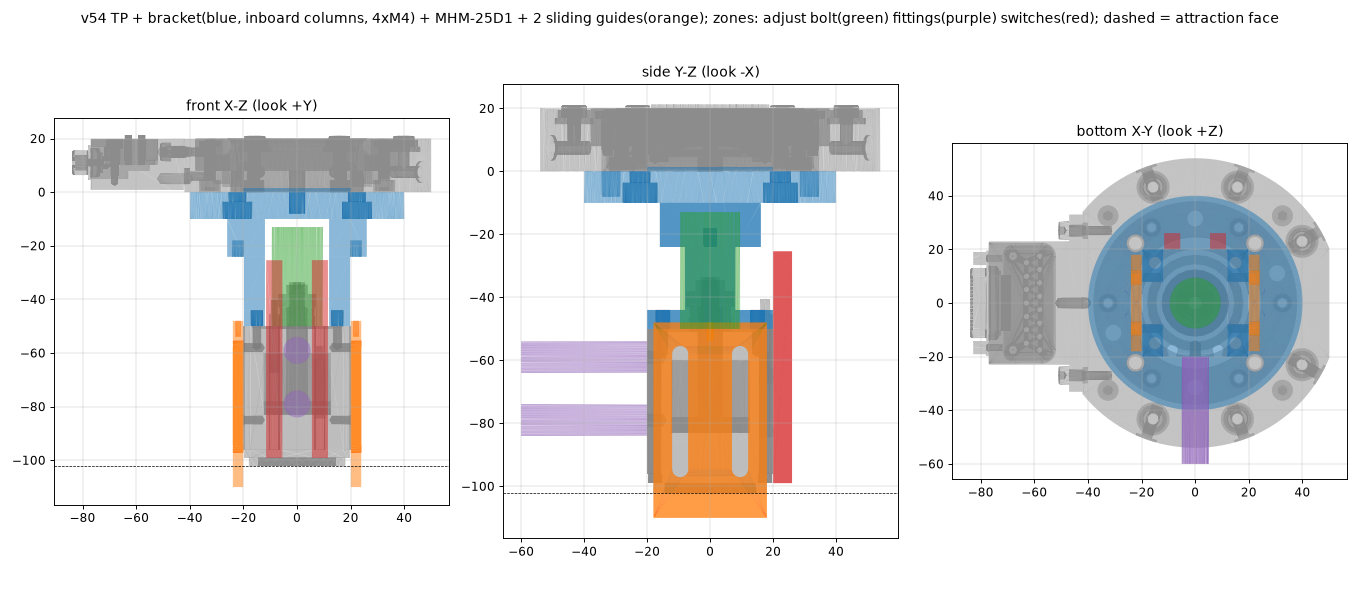 v54 TP + bracket(blue, inboard columns, 4xM4) + MHM-25D1 + 2 sliding guides(orange); zones: adjust bolt(green) fittings(purple) switches(red); dashed = attraction face
front X-Z (look +Y)
20
0
−20
−40
−60
−80
−100
−80 −60 −40 −20 0 20 40
side Y-Z (look -X)
20
0
−20
−40
−60
−80
−100
−60 −40 −20 0 20 40
bottom X-Y (look +Z)
40
20
0
−20
−40
−60
−80 −60 −40 −20 0 20 40